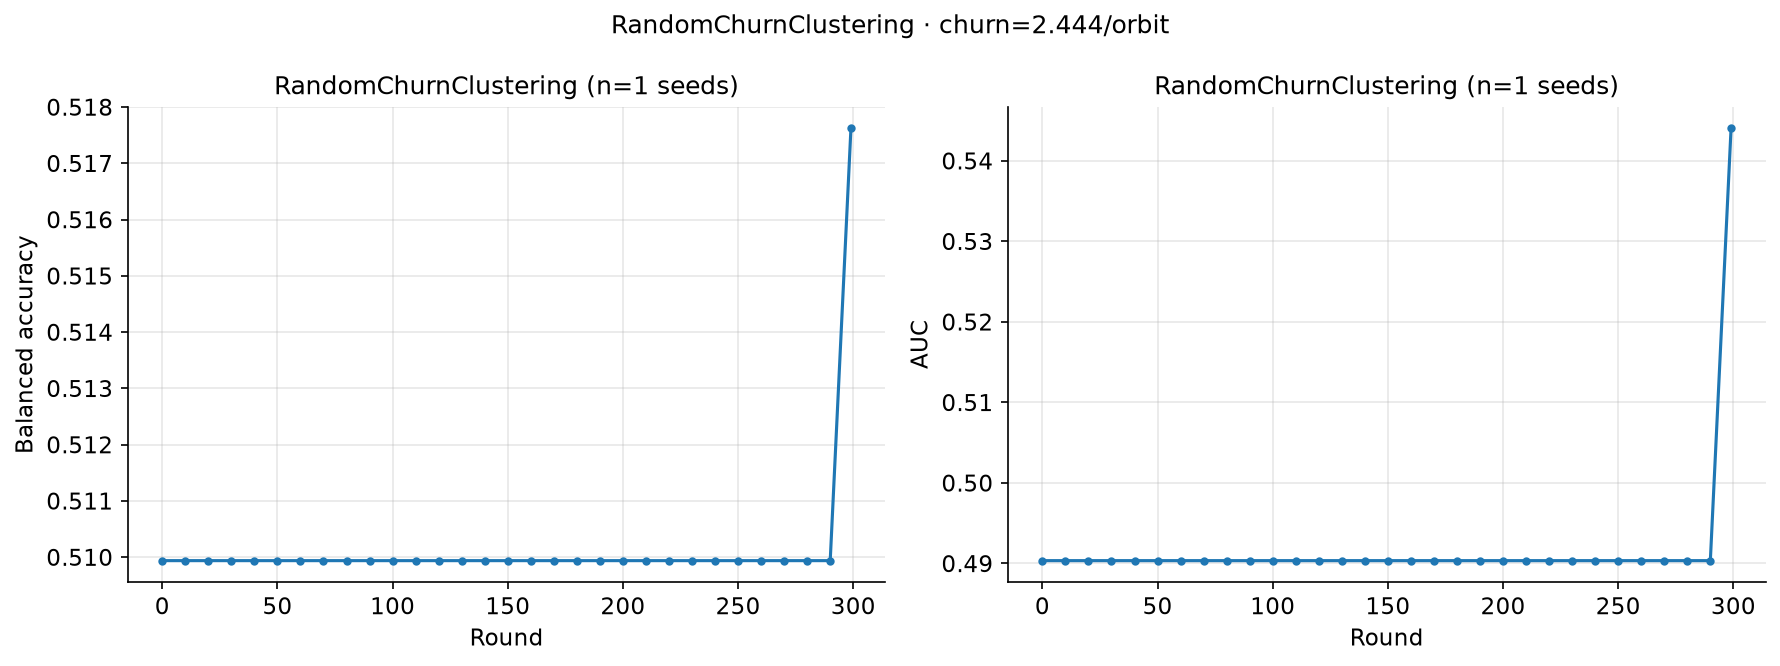 RandomChurnClustering · churn=2.444/orbit
RandomChurnClustering (n=1 seeds)
0.518
0.517
0.516
0.515
0.514
0.513
0.512
0.511
0.510
Balanced accuracy
0 50 100 150 200 250 300
Round
RandomChurnClustering (n=1 seeds)
0.54
0.53
0.52
0.51
0.50
0.49
AUC
0 50 100 150 200 250 300
Round